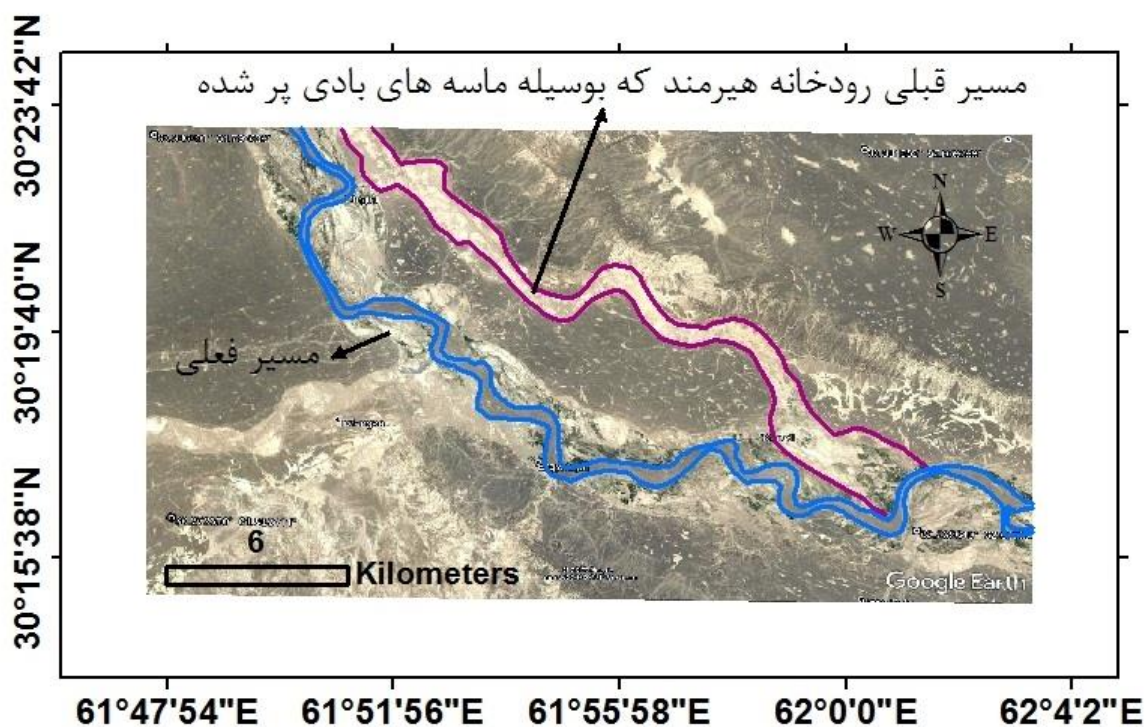 مسیر قبلی رودخانه هیرمند که بوسیله ماسه های بادی پر شده
30°23'42"N
N
W
E
S
30°19'40"N
مسیر فعلی
6
Kilometers
30°15'38"N
Google Earth
61°47'54"E
61°51'56"E
61°55'58"E
62°0'0"E
62°4'2"E